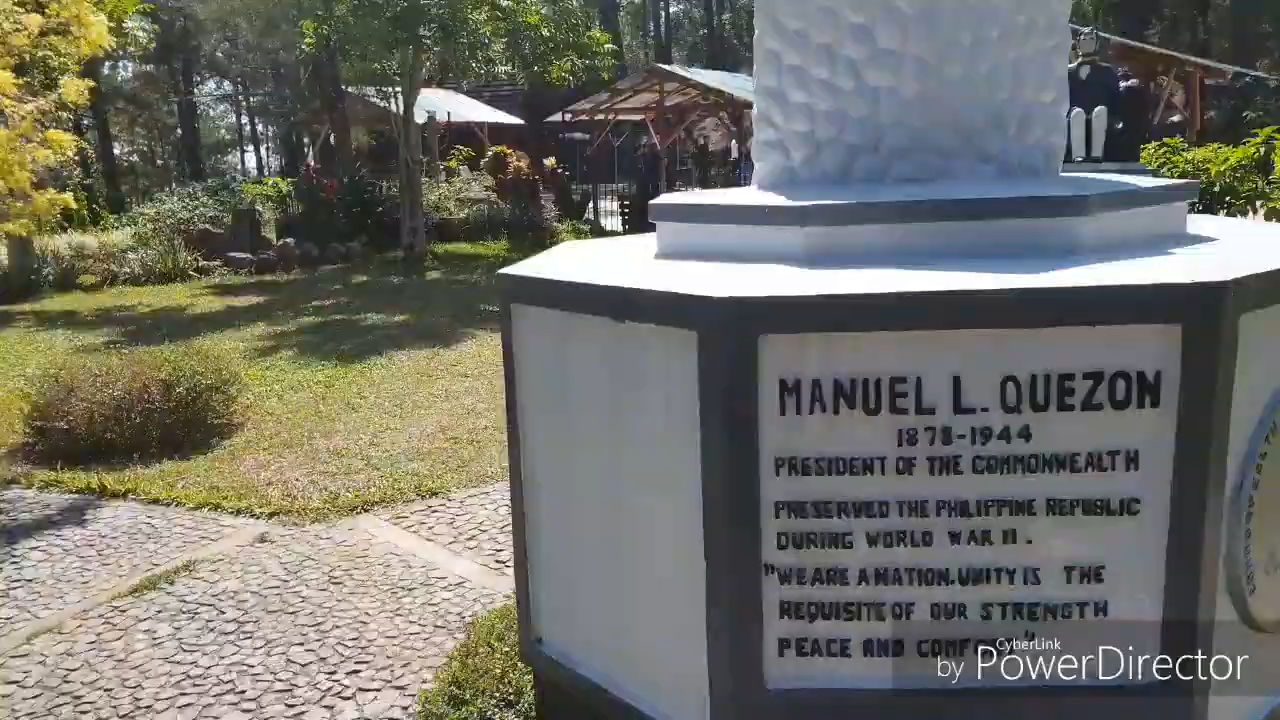 MANUEL L. QUEZON
1878-1944
PRESIDENT OF THE COMMONWEALTH
PRESERVED THE PHILIPPINE REPUBLIC
DURING WORLD WAR II.
"WE ARE A NATION. UNITY IS THE
REQUISITE OF OUR STRENGTH
PEACE AND COMFORT"
CyberLink
by PowerDirector